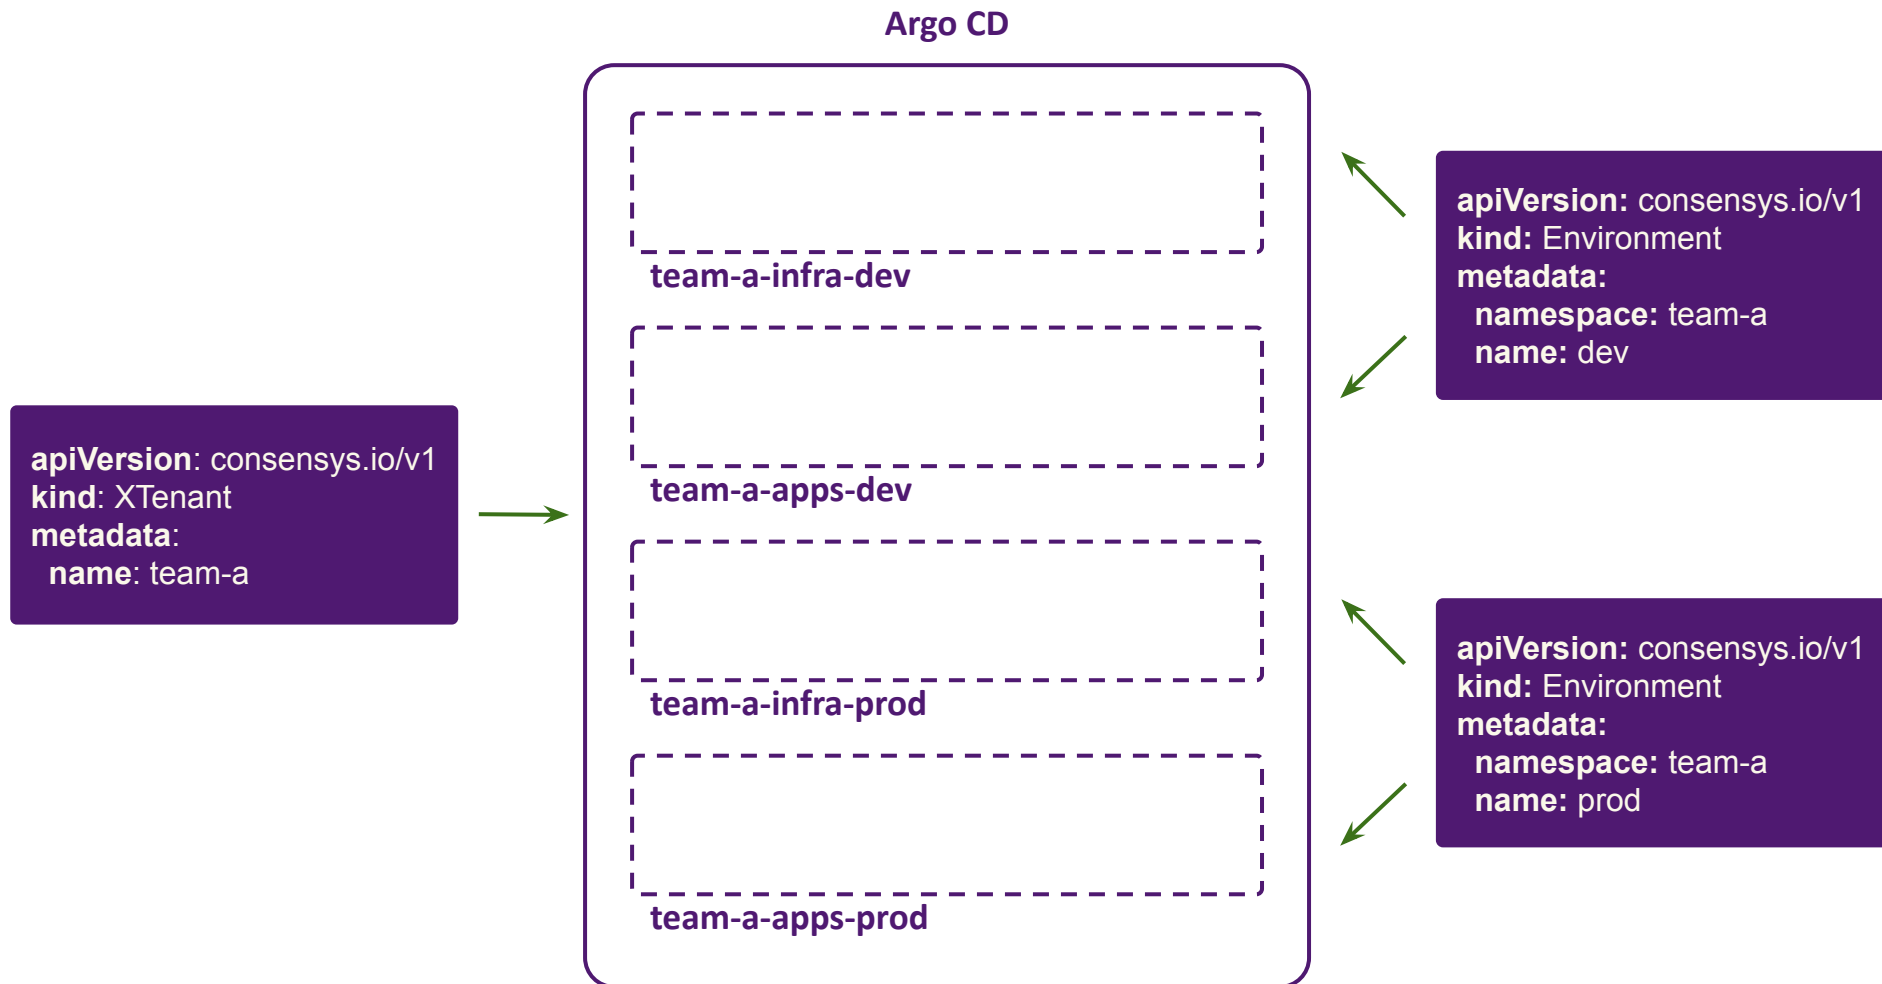 Argo CD
team-a-infra-dev
team-a-apps-dev
team-a-infra-prod
team-a-apps-prod
apiVersion: consensys.io/v1
kind: XTenant
metadata:
name: team-a
apiVersion: consensys.io/v1
kind: Environment
metadata:
namespace: team-a
name: dev
apiVersion: consensys.io/v1
kind: Environment
metadata:
namespace: team-a
name: prod